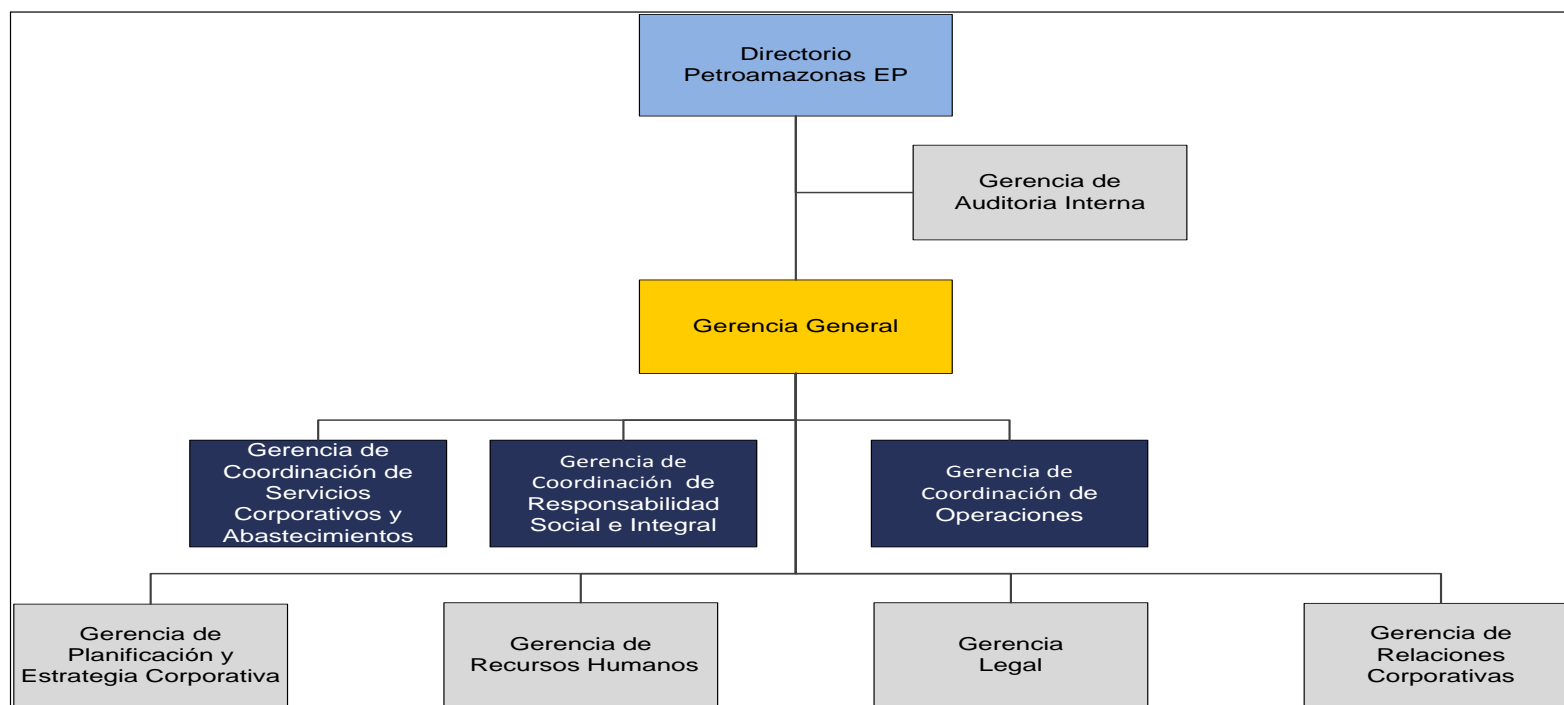 Directorio
Petroamazonas EP
Gerencia de
Auditoria Interna
Gerencia General
Gerencia de
Coordinación de
Servicios
Corporativos y
Abastecimientos
Gerencia de
Coordinación de
Responsabilidad
Social e Integral
Gerencia de
Coordinación de
Operaciones
Gerencia de
Planificación y
Estrategia Corporativa
Gerencia de
Recursos Humanos
Gerencia
Legal
Gerencia de
Relaciones
Corporativas